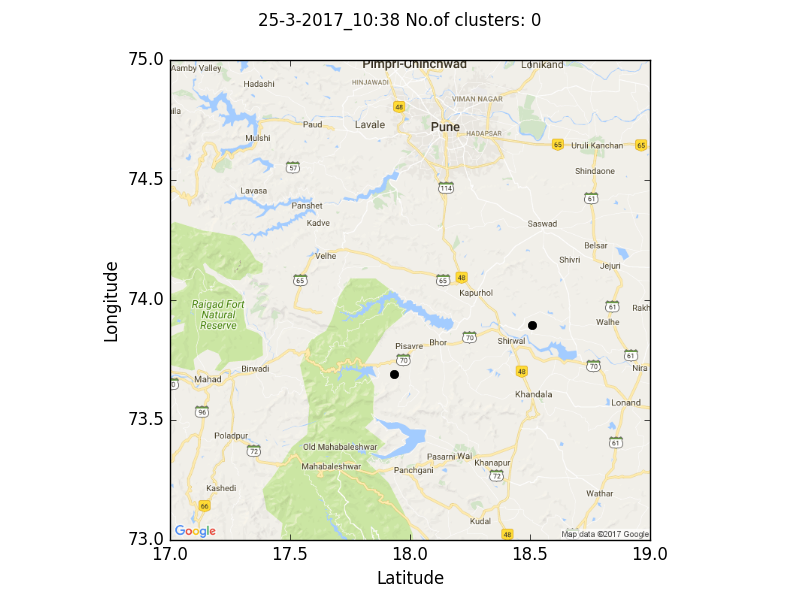 25-3-2017_10:38 No.of clusters: 0
75.0
74.5
74.0
73.5
73.0
Longitude
17.0 17.5 18.0 18.5 19.0
Latitude
Aamby Valley
Pimpri-Chinchwad
Lonikand
Hadashi
HINJAWADI
48
VIMAN NAGAR
Paud
Lavale
Pune
HADAPSAR
Mulshi
65
Uruli Kanchan
65
57
Shindaone
Lavasa
114
61
Panshet
Kadve
Saswad
Belsar
Velhe
Shivri
Jejuri
65
65
48
Kapurhol
Raigad Fort
Natural
Reserve
61
Walhe
70
Bhor
Shirwal
Pisavre
70
61
70
Nira
Birwadi
Mahad
48
Khandala
96
Lonand
Poladpur
72
Old Mahabaleshwar
61
Pasarni
Wai
Mahabaleshwar
Panchgani
Khanapur
72
Kashedi
Wathar
66
Kudal
48
Google
Map data ©2017 Google